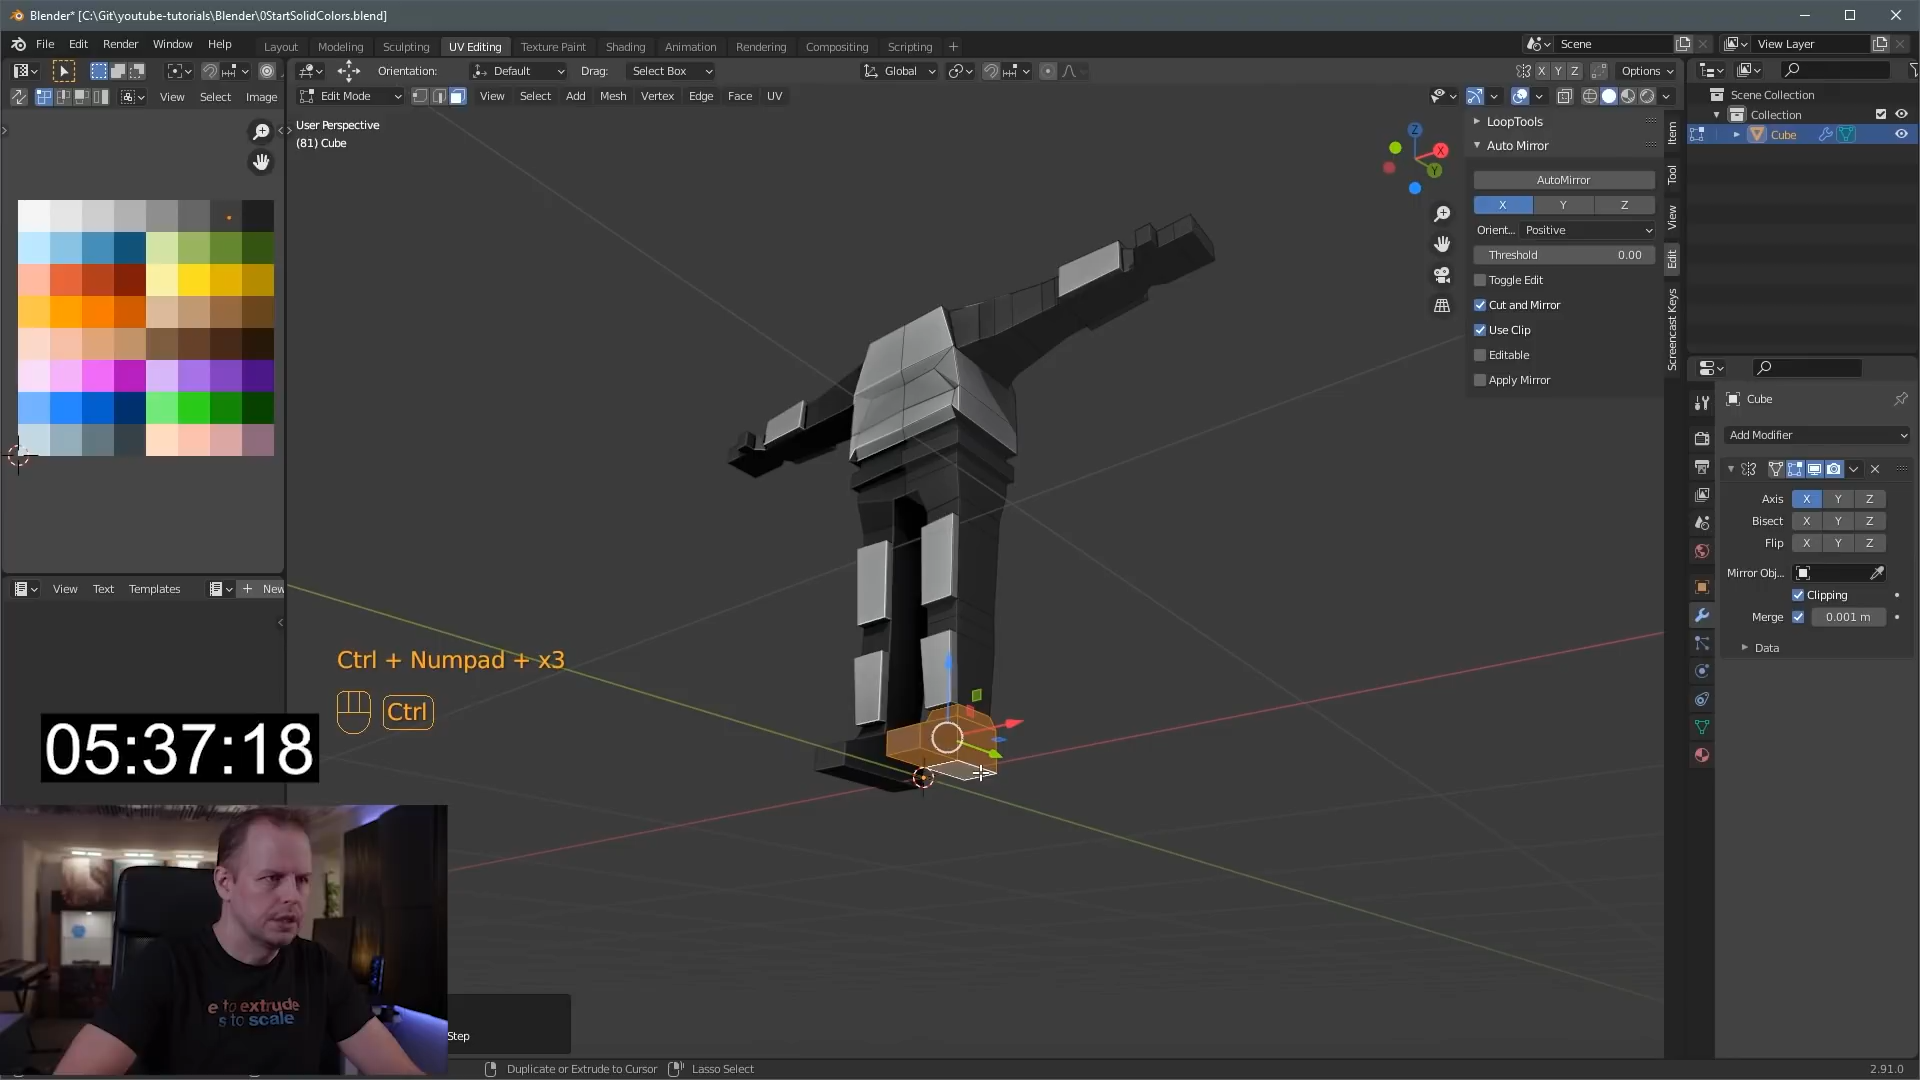 Blender* [C:\Git\youtube-tutorials\Blender\0StartSolidColors.blend]
File Edit Render Window Help
Layout Modeling Sculpting UV Editing Texture Paint Shading Animation Rendering Compositing Scripting +
Scene
View Layer
Orientation: Default Drag: Select Box
Global
X Y Z Options
View Select Image
Edit Mode View Select Add Mesh Vertex Edge Face UV
User Perspective
(81) Cube
LoopTools
Auto Mirror
AutoMirror
X Y Z
Orient... Positive
Threshold 0.00
Toggle Edit
Cut and Mirror
Use Clip
Editable
Apply Mirror
Item
Tool
View
Edit
Screencast Keys
Z
X
Y
Scene Collection
Collection
Cube
Cube
Add Modifier
Axis X Y Z
Bisect X Y Z
Flip X Y Z
Mirror Obj...
Clipping
Merge 0.001 m
Data
View Text Templates + New
Ctrl + Numpad + x3
Ctrl
05:37:18
e to extrude
s to scale
Step
Duplicate or Extrude to Cursor Lasso Select
2.91.0